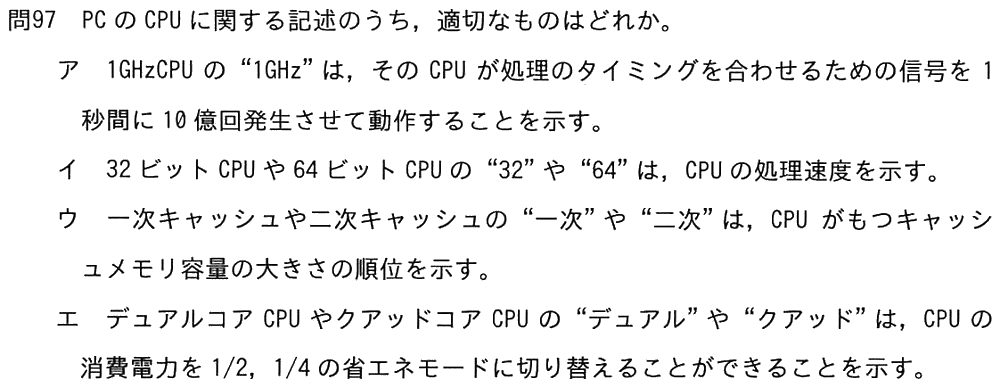 問97　PC の CPU に関する記述のうち，適切なものはどれか。
ア　1GHzCPU の “1GHz” は，その CPU が処理のタイミングを合わせるための信号を 1
秒間に 10 億回発生させて動作することを示す。
イ　32 ビット CPU や 64 ビット CPU の “32” や “64” は，CPU の処理速度を示す。
ウ　一次キャッシュや二次キャッシュの “一次” や “二次” は，CPU がもつキャッシ
ュメモリ容量の大きさの順位を示す。
エ　デュアルコア CPU やクアッドコア CPU の “デュアル” や “クアッド” は，CPU の
消費電力を 1/2，1/4 の省エネモードに切り替えることができることを示す。